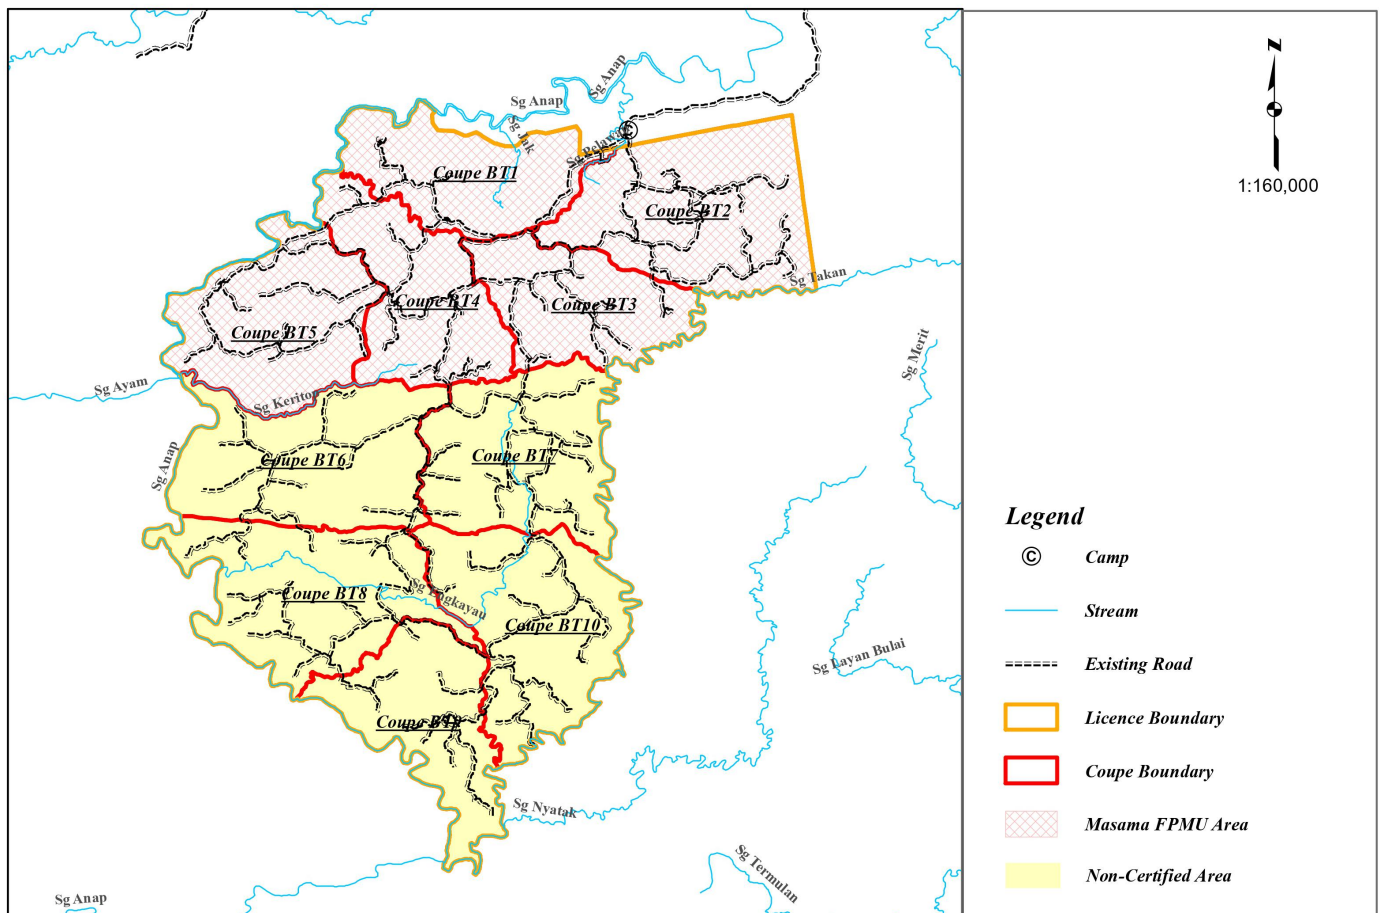 Sg Anap
Sg Anap
Sg Juk
Sg Pelawan
Coupe BT1
Coupe BT2
Sg Takan
Coupe BT4
Coupe BT3
Coupe BT5
Sg Merit
Sg Ayam
Sg Keriton
Sg Anap
Coupe BT6
Coupe BT7
Coupe BT8
Coupe BT10
Sg Layan Bulai
Coupe BT9
Sg Nyatak
Sg Termulan
Sg Anap
N
1:160,000
Legend
© Camp
Stream
Existing Road
Licence Boundary
Coupe Boundary
Masama FPMU Area
Non-Certified Area